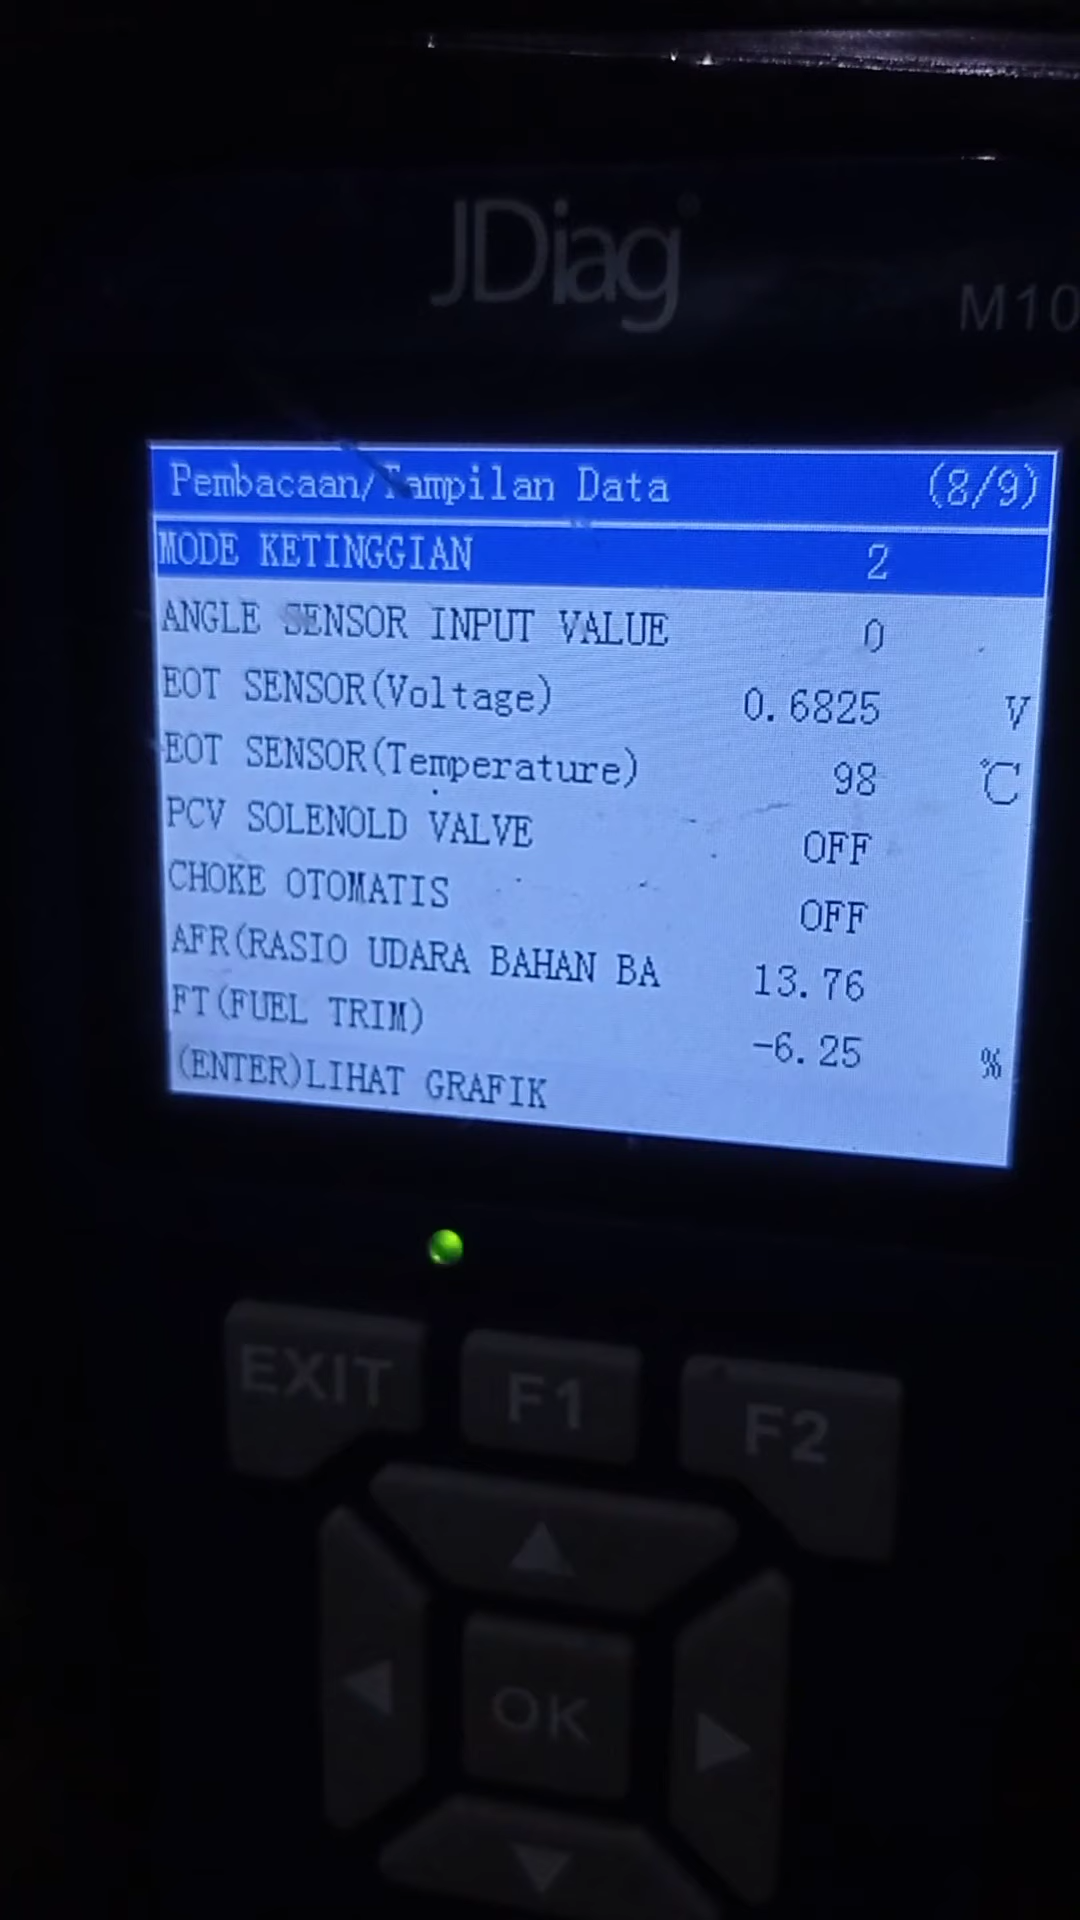 JDiag
M10
Pembacaan/Tampilan Data (8/9)
MODE KETINGGIAN 2
ANGLE SENSOR INPUT VALUE 0
EOT SENSOR(Voltage) 0.6825 V
EOT SENSOR(Temperature) 98 ℃
PCV SOLENOLD VALVE OFF
CHOKE OTOMATIS OFF
AFR(RASIO UDARA BAHAN BA 13.76
FT(FUEL TRIM) -6.25 %
(ENTER)LIHAT GRAFIK
EXIT F1 F2
OK